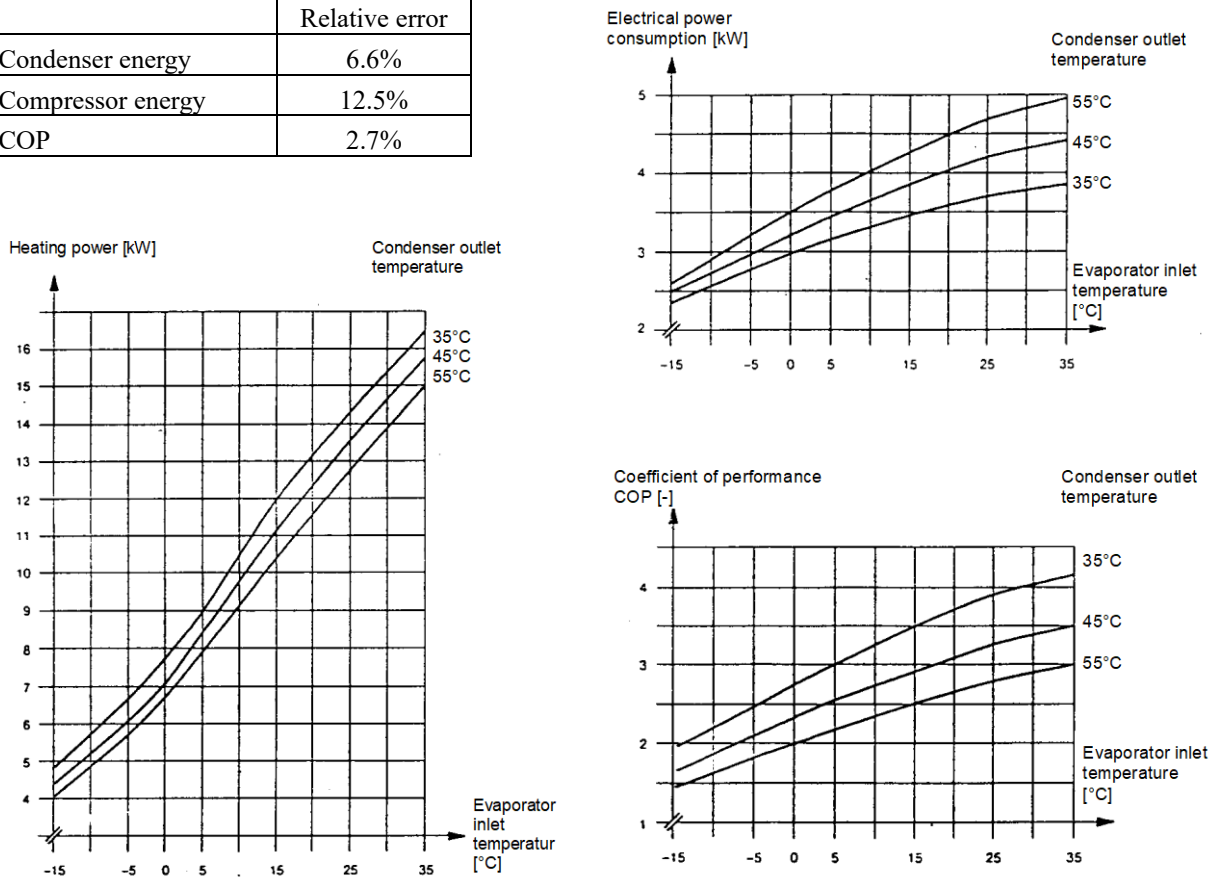 Relative error
Condenser energy 6.6%
Compressor energy 12.5%
COP 2.7%
Heating power [kW]
Condenser outlet
temperature
35°C
45°C
55°C
16
15
14
13
12
11
10
9
8
7
6
5
4
Evaporator
inlet
temperatur
[°C]
-15 -5 0 5 15 25 35
Electrical power
consumption [kW]
Condenser outlet
temperature
5
4
3
2
55°C
45°C
35°C
Evaporator inlet
temperature
[°C]
-15 -5 0 5 15 25 35
Coefficient of performance
COP [-]
Condenser outlet
temperature
4
3
2
1
35°C
45°C
55°C
Evaporator inlet
temperature
[°C]
-15 -5 0 5 15 25 35